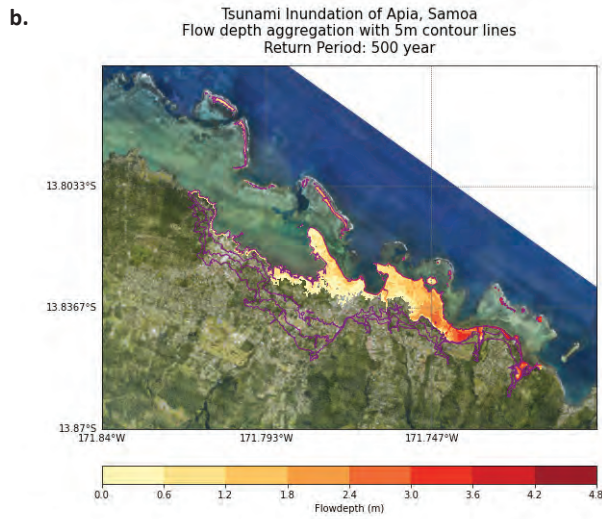 b.
Tsunami Inundation of Apia, Samoa
Flow depth aggregation with 5m contour lines
Return Period: 500 year
13.8033°S
13.8367°S
13.87°S
171.84°W 171.793°W 171.747°W
0.0 0.6 1.2 1.8 2.4 3.0 3.6 4.2 4.8
Flowdepth (m)